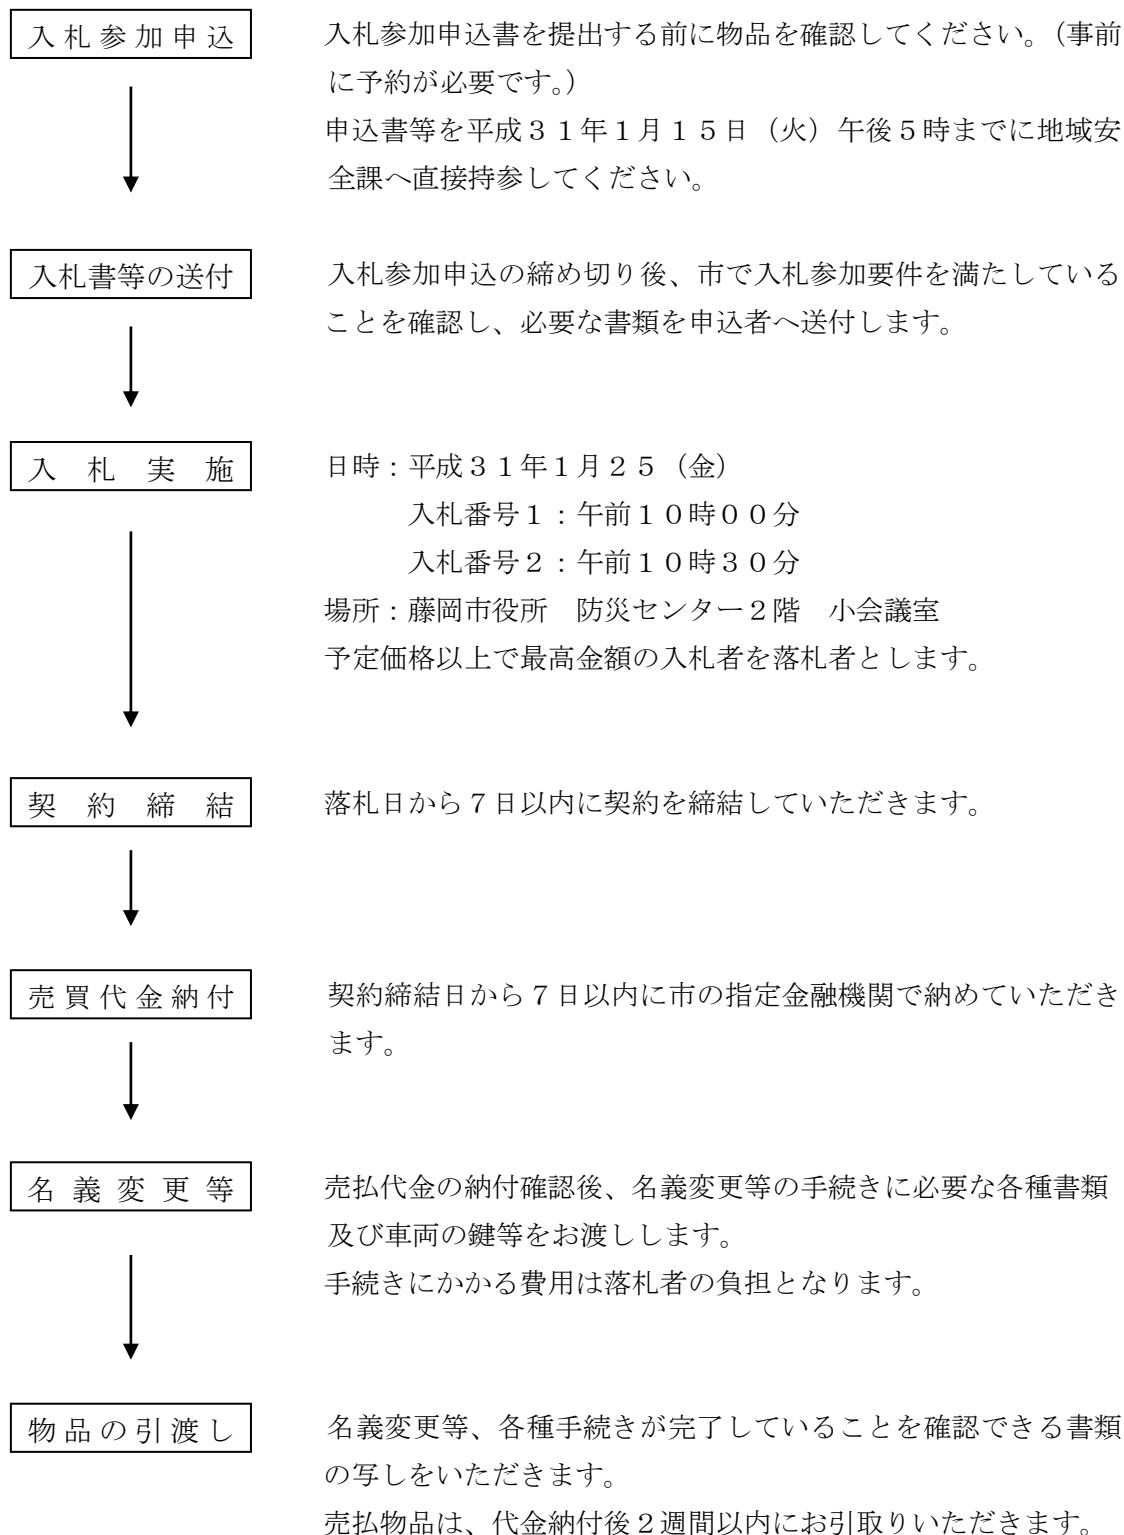 入札参加申込
入札参加申込書を提出する前に物品を確認してください。（事前
に予約が必要です。）
申込書等を平成３１年１月１５日（火）午後５時までに地域安
全課へ直接持参してください。
入札書等の送付
入札参加申込の締め切り後、市で入札参加要件を満たしている
ことを確認し、必要な書類を申込者へ送付します。
入　札　実　施
日時：平成３１年１月２５（金）
入札番号１：午前１０時００分
入札番号２：午前１０時３０分
場所：藤岡市役所　防災センター２階　小会議室
予定価格以上で最高金額の入札者を落札者とします。
契　約　締　結
落札日から７日以内に契約を締結していただきます。
売買代金納付
契約締結日から７日以内に市の指定金融機関で納めていただき
ます。
名義変更等
売払代金の納付確認後、名義変更等の手続きに必要な各種書類
及び車両の鍵等をお渡しします。
手続きにかかる費用は落札者の負担となります。
物品の引渡し
名義変更等、各種手続きが完了していることを確認できる書類
の写しをいただきます。
売払物品は、代金納付後２週間以内にお引取りいただきます。